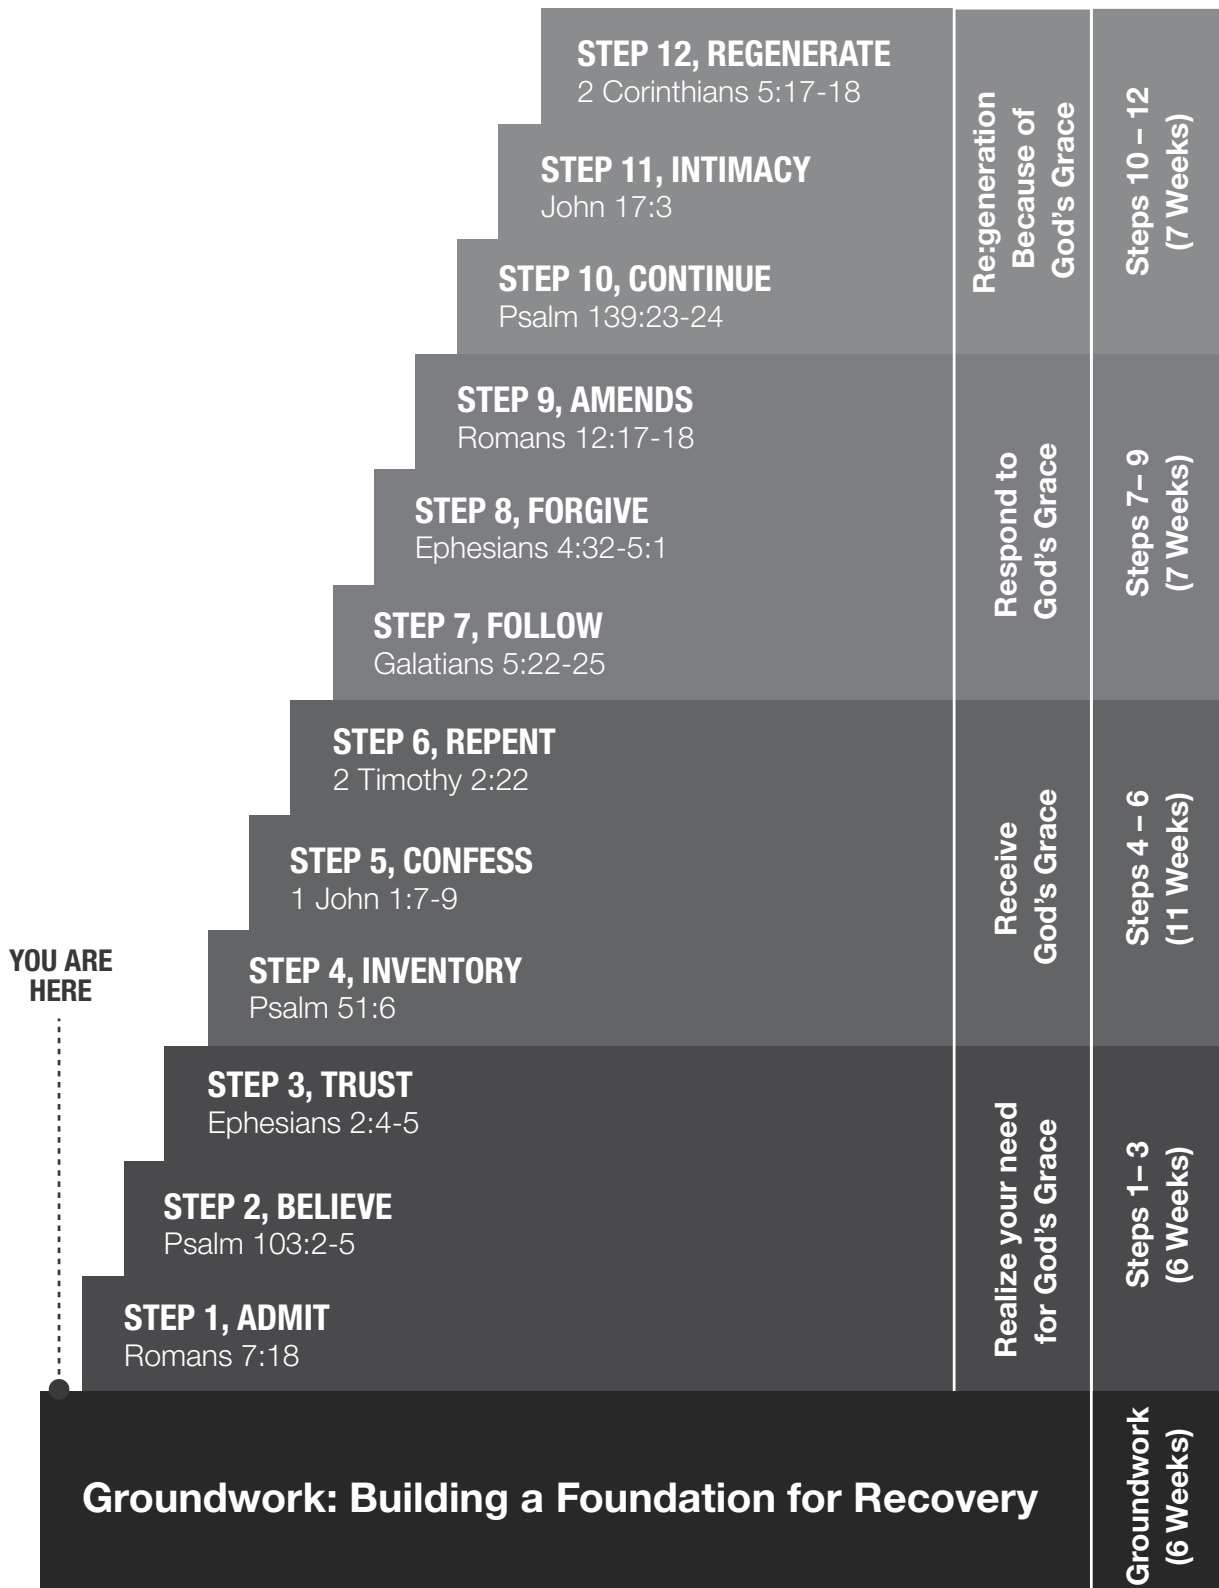 STEP 12, REGENERATE
2 Corinthians 5:17-18
STEP 11, INTIMACY
John 17:3
STEP 10, CONTINUE
Psalm 139:23-24
Re:generation
Because of
God's Grace
Steps 10 – 12
(7 Weeks)
STEP 9, AMENDS
Romans 12:17-18
STEP 8, FORGIVE
Ephesians 4:32-5:1
STEP 7, FOLLOW
Galatians 5:22-25
Respond to
God's Grace
Steps 7– 9
(7 Weeks)
STEP 6, REPENT
2 Timothy 2:22
STEP 5, CONFESS
1 John 1:7-9
STEP 4, INVENTORY
Psalm 51:6
Receive
God's Grace
Steps 4 – 6
(11 Weeks)
YOU ARE
HERE
STEP 3, TRUST
Ephesians 2:4-5
STEP 2, BELIEVE
Psalm 103:2-5
STEP 1, ADMIT
Romans 7:18
Realize your need
for God's Grace
Steps 1– 3
(6 Weeks)
Groundwork: Building a Foundation for Recovery
Groundwork
(6 Weeks)